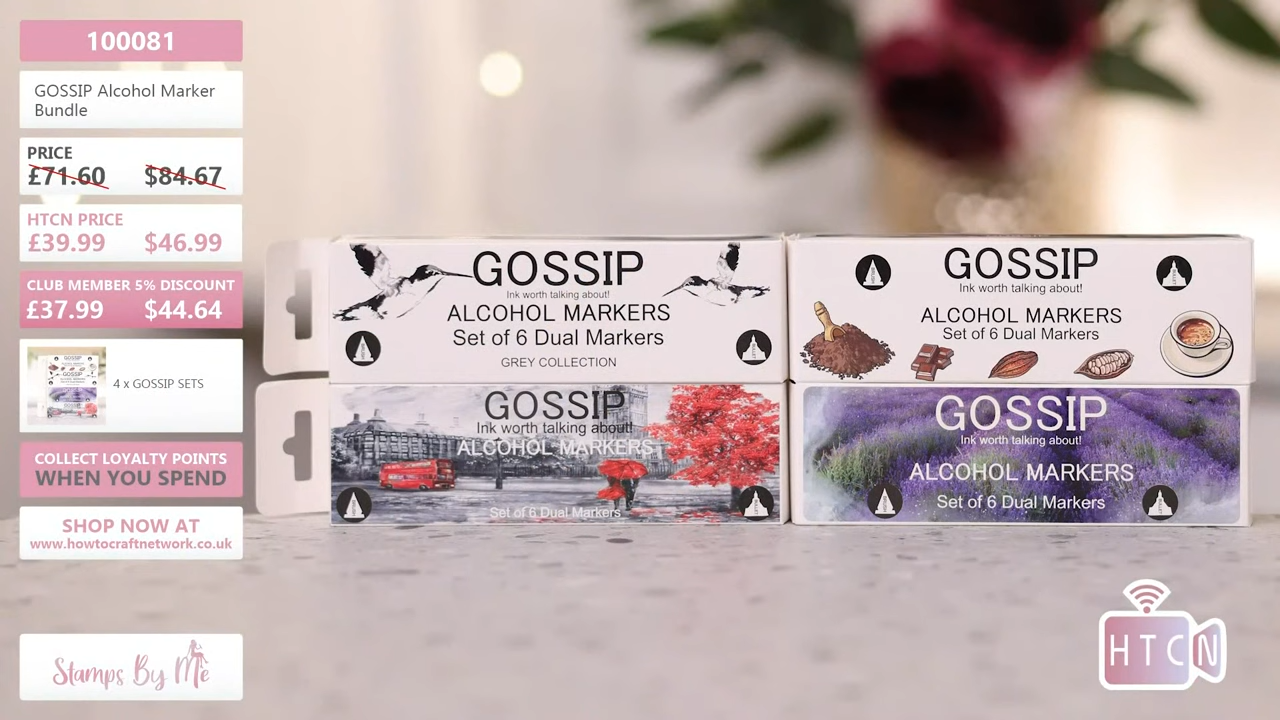 100081
GOSSIP Alcohol Marker
Bundle
PRICE
£71.60 $84.67
HTCN PRICE
£39.99 $46.99
CLUB MEMBER 5% DISCOUNT
£37.99 $44.64
4 x GOSSIP SETS
COLLECT LOYALTY POINTS
WHEN YOU SPEND
SHOP NOW AT
www.howtocraftnetwork.co.uk
Stamps By Me
GOSSIP
Ink worth talking about!
ALCOHOL MARKERS
Set of 6 Dual Markers
GREY COLLECTION
GOSSIP
Ink worth talking about!
ALCOHOL MARKERS
Set of 6 Dual Markers
GOSSIP
Ink worth talking about!
ALCOHOL MARKERS
Set of 6 Dual Markers
GOSSIP
Ink worth talking about!
ALCOHOL MARKERS
Set of 6 Dual Markers
HTCN